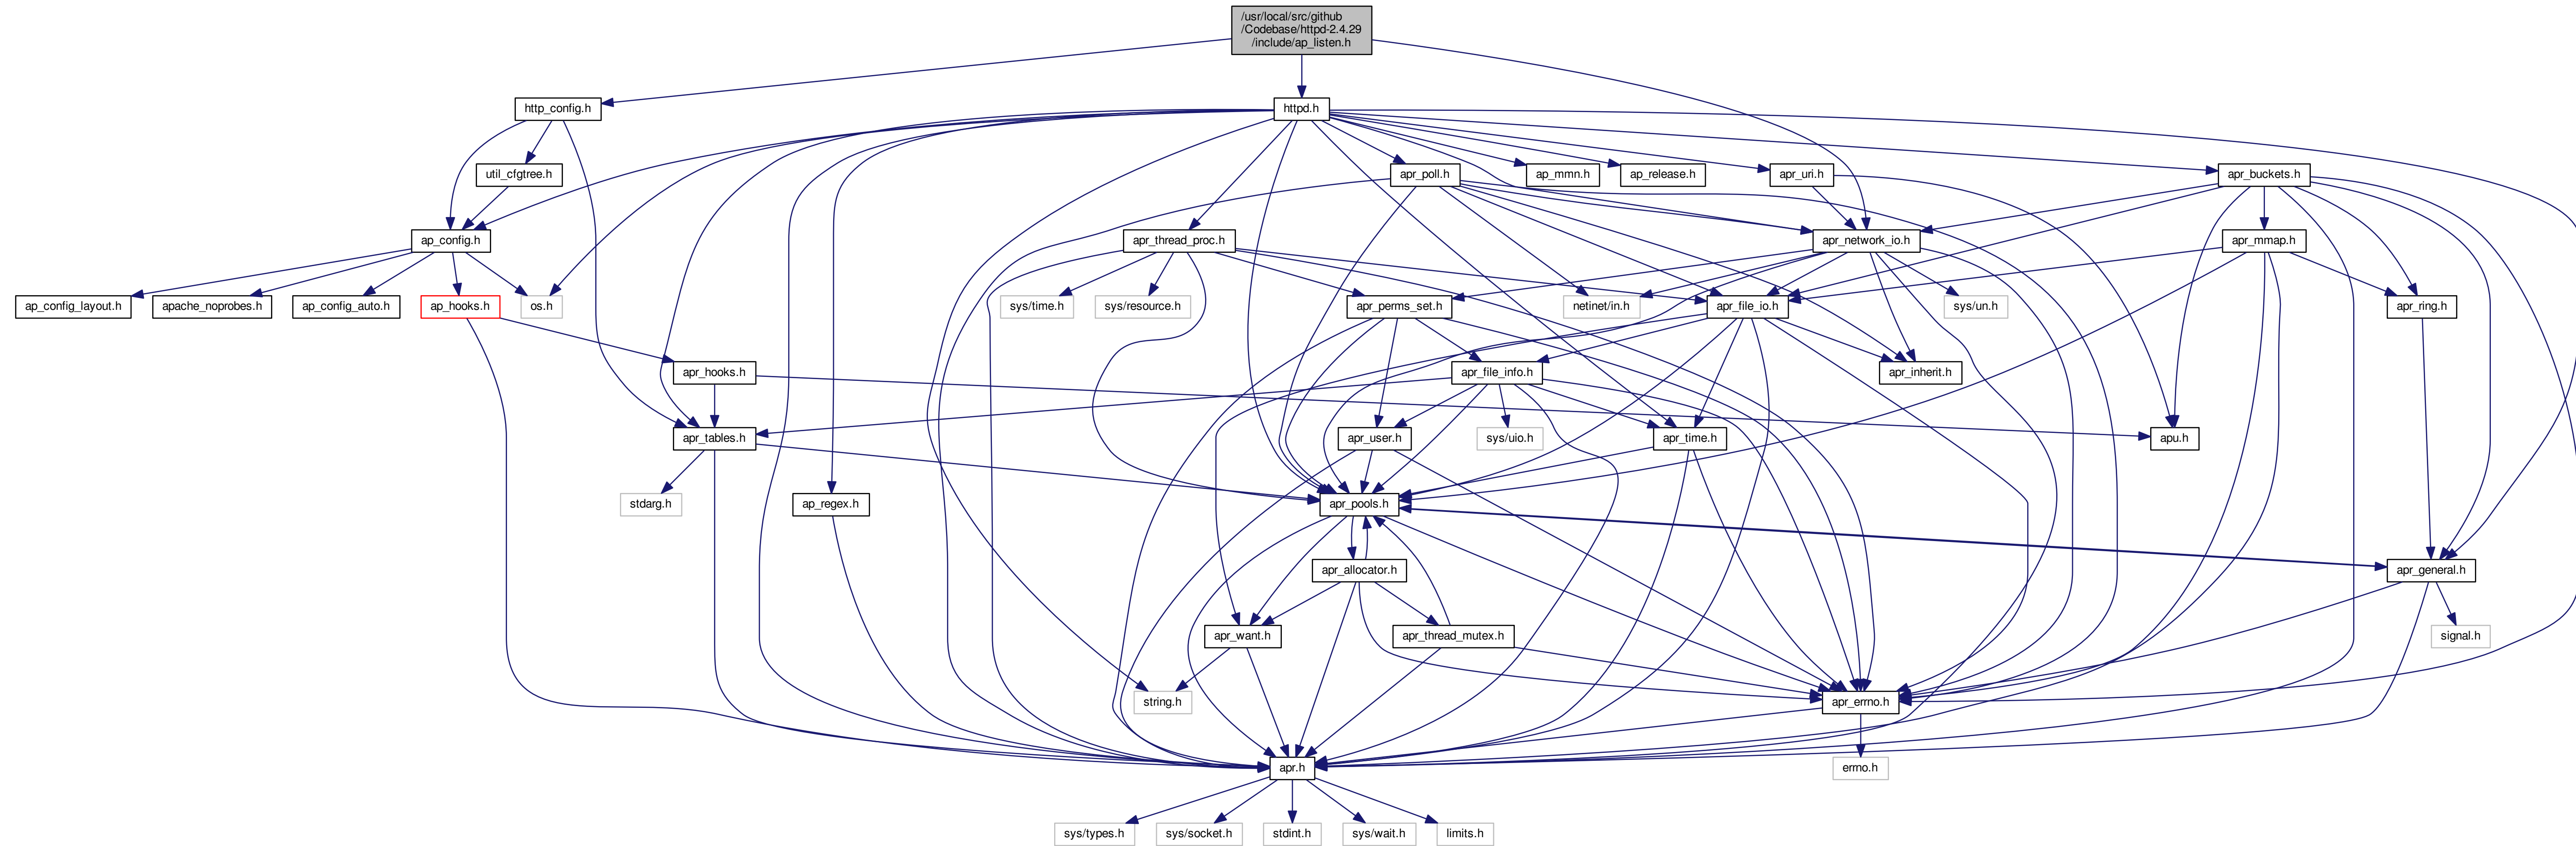 /usr/local/src/github
/Codebase/httpd-2.4.29
/include/ap_listen.h
http_config.h
httpd.h
util_cfgtree.h
apr_poll.h
ap_mmn.h
ap_release.h
apr_uri.h
apr_buckets.h
ap_config.h
apr_thread_proc.h
apr_network_io.h
apr_mmap.h
ap_config_layout.h
apache_noprobes.h
ap_config_auto.h
ap_hooks.h
os.h
sys/time.h
sys/resource.h
apr_perms_set.h
netinet/in.h
apr_file_io.h
sys/un.h
apr_ring.h
apr_hooks.h
apr_file_info.h
apr_inherit.h
apr_tables.h
apr_user.h
sys/uio.h
apr_time.h
apu.h
stdarg.h
ap_regex.h
apr_pools.h
apr_allocator.h
apr_general.h
apr_want.h
apr_thread_mutex.h
signal.h
string.h
apr_errno.h
apr.h
errno.h
sys/types.h
sys/socket.h
stdint.h
sys/wait.h
limits.h